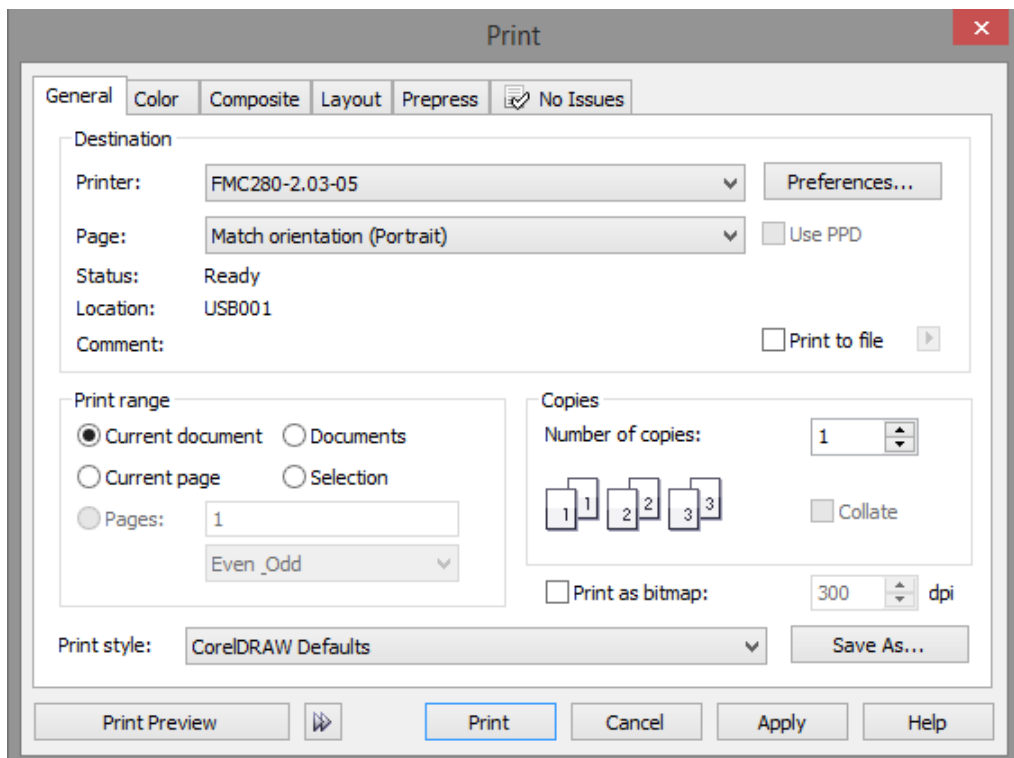 Print
General Color Composite Layout Prepress No Issues
Destination
Printer: FMC280-2.03-05 Preferences...
Page: Match orientation (Portrait) Use PPD
Status: Ready
Location: USB001
Comment: Print to file
Print range
Current document Documents
Current page Selection
Pages: 1
Even _Odd
Copies
Number of copies: 1
1 1 2 2 3 3 Collate
Print as bitmap: 300 dpi
Print style: CorelDRAW Defaults Save As...
Print Preview Print Cancel Apply Help